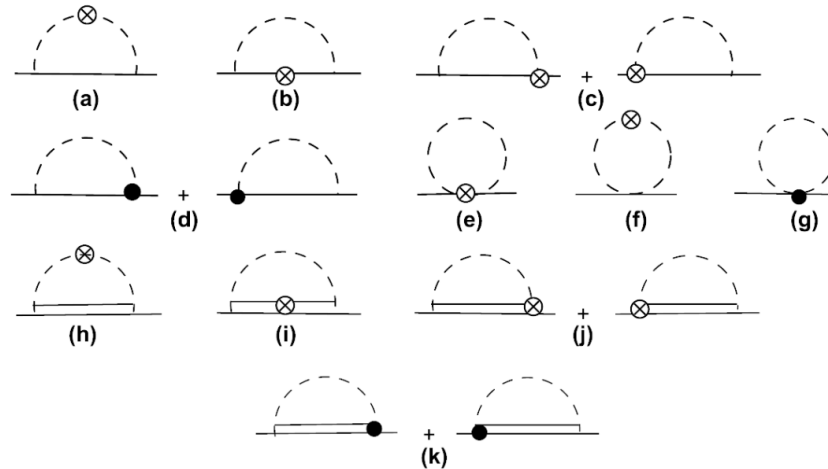 (a) (b) + (c)
+ (d) (e) (f) (g)
(h) (i) + (j)
+ (k)